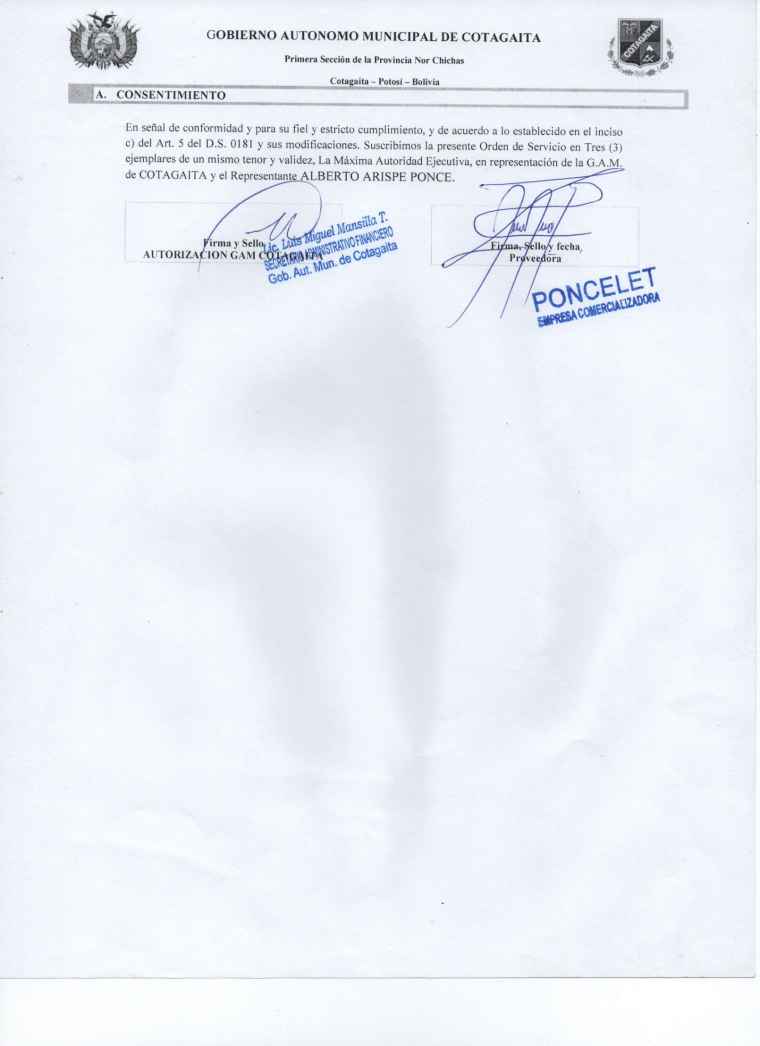 GOBIERNO AUTONOMO MUNICIPAL DE COTAGAITA
Primera Sección de la Provincia Nor Chichas
Cotagaita – Potosí – Bolivia
COTAGAITA
A. CONSENTIMIENTO
En señal de conformidad y para su fiel y estricto cumplimiento, y de acuerdo a lo establecido en el inciso
c) del Art. 5 del D.S. 0181 y sus modificaciones. Suscribimos la presente Orden de Servicio en Tres (3)
ejemplares de un mismo tenor y validez, La Máxima Autoridad Ejecutiva, en representación de la G.A.M.
de COTAGAITA y el Representante ALBERTO ARISPE PONCE.
Firma y Sello
AUTORIZACION GAM COTAGAITA
Lic. Luis Miguel Mansilla T.
SECRETARIO ADMINISTRATIVO FINANCIERO
Gob. Aut. Mun. de Cotagaita
Firma, Sello y fecha
Proveedora
PONCELET
EMPRESA COMERCIALIZADORA